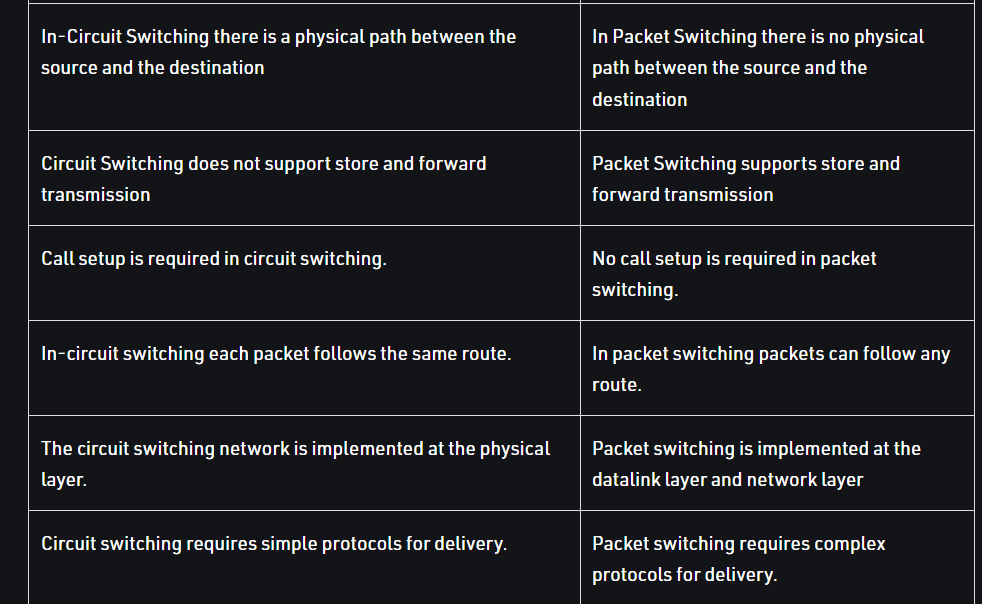 In-Circuit Switching there is a physical path between the
source and the destination
In Packet Switching there is no physical
path between the source and the
destination
Circuit Switching does not support store and forward
transmission
Packet Switching supports store and
forward transmission
Call setup is required in circuit switching.
No call setup is required in packet
switching.
In-circuit switching each packet follows the same route.
In packet switching packets can follow any
route.
The circuit switching network is implemented at the physical
layer.
Packet switching is implemented at the
datalink layer and network layer
Circuit switching requires simple protocols for delivery.
Packet switching requires complex
protocols for delivery.